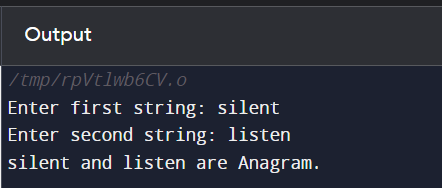 Output
/tmp/rpVtlwb6CV.o
Enter first string: silent
Enter second string: listen
silent and listen are Anagram.